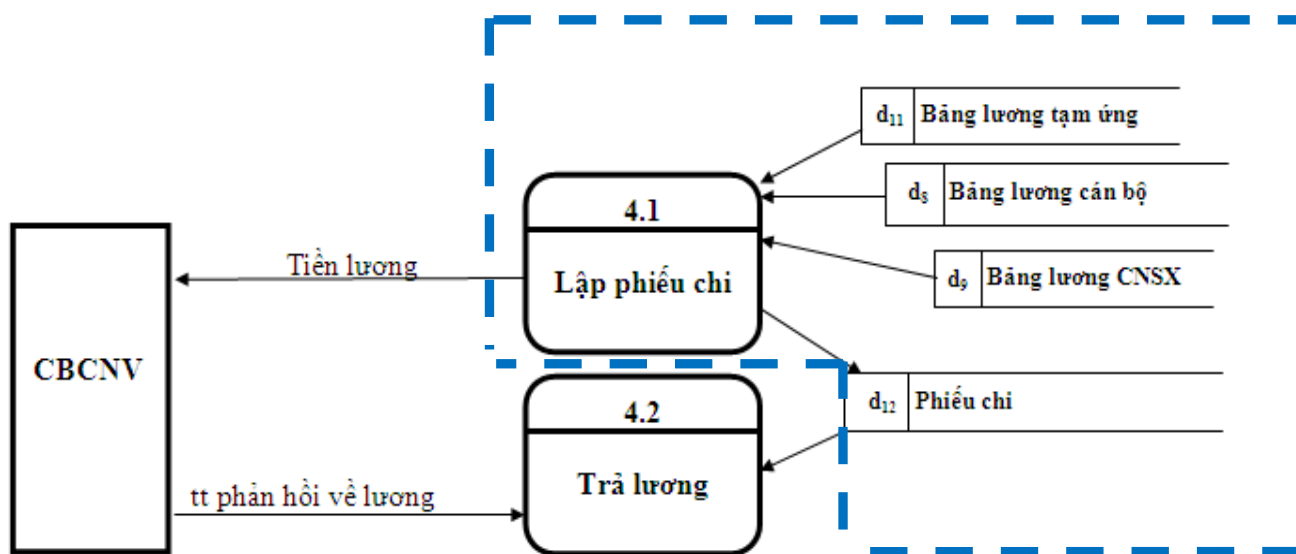 d₁₁ Bảng lương tạm ứng
d₈ Bảng lương cán bộ
4.1
Tiền lương
Lập phiếu chi
d₉ Bảng lương CNSX
CBCNV
d₁₂ Phiếu chi
4.2
Trả lương
tt phản hồi về lương